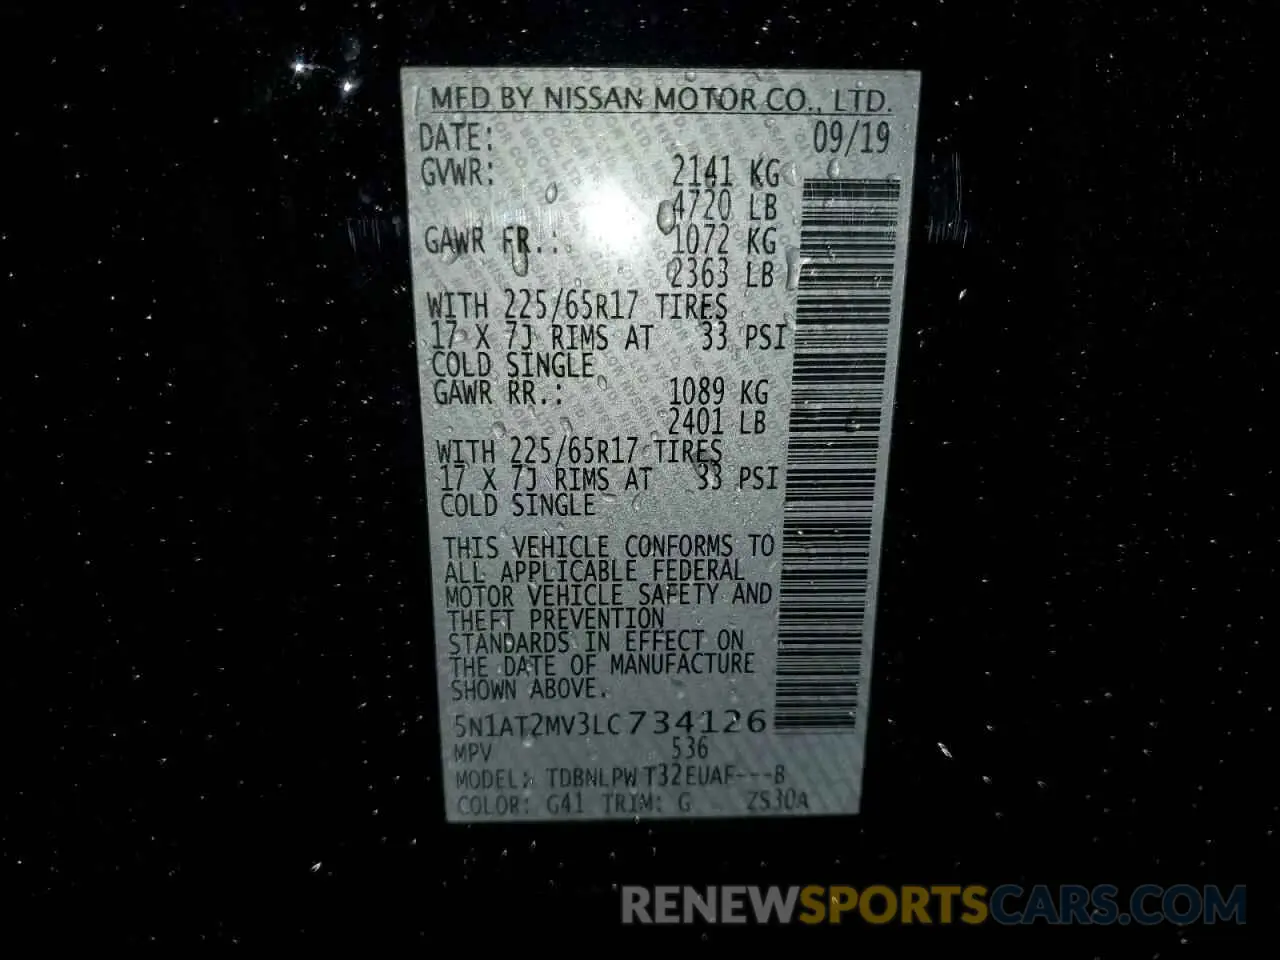 MFD BY NISSAN MOTOR CO., LTD.
DATE: 09/19
GVWR: 2141 KG
4720 LB
GAWR FR.: 1072 KG
2363 LB
WITH 225/65R17 TIRES
17 X 7J RIMS AT 33 PSI
COLD SINGLE
GAWR RR.: 1089 KG
2401 LB
WITH 225/65R17 TIRES
17 X 7J RIMS AT 33 PSI
COLD SINGLE
THIS VEHICLE CONFORMS TO
ALL APPLICABLE FEDERAL
MOTOR VEHICLE SAFETY AND
THEFT PREVENTION
STANDARDS IN EFFECT ON
THE DATE OF MANUFACTURE
SHOWN ABOVE.
5N1AT2MV3LC734126
MPV 536
MODEL: TDBNLPW T32EUAF---B
COLOR: G41 TRIM: G ZS30A
RENEWSPORTSCARS.COM